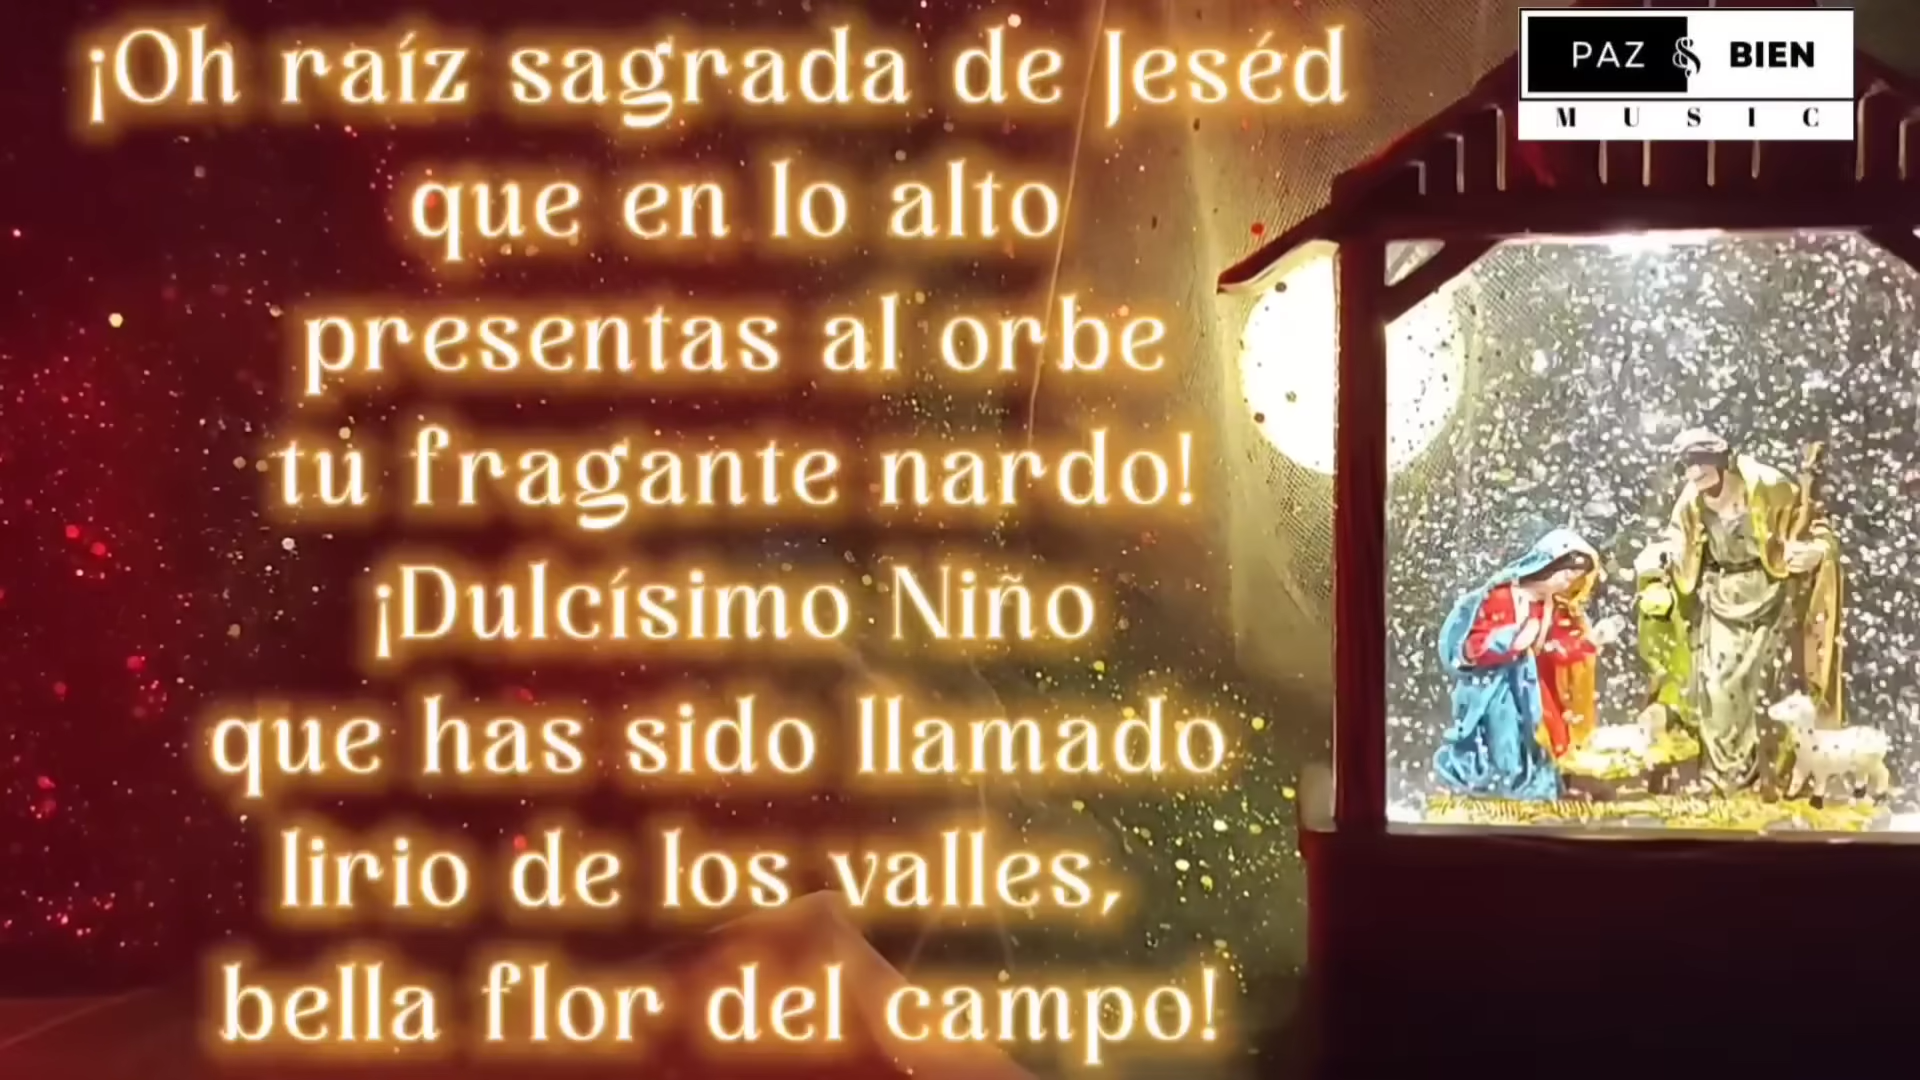 ¡Oh raíz sagrada de Jeséd
que en lo alto
presentas al orbe
tú fragante nardo!
¡Dulcísimo Niño
que has sido llamado
lirio de los valles,
bella flor del campo!
PAZ & BIEN
MUSIC